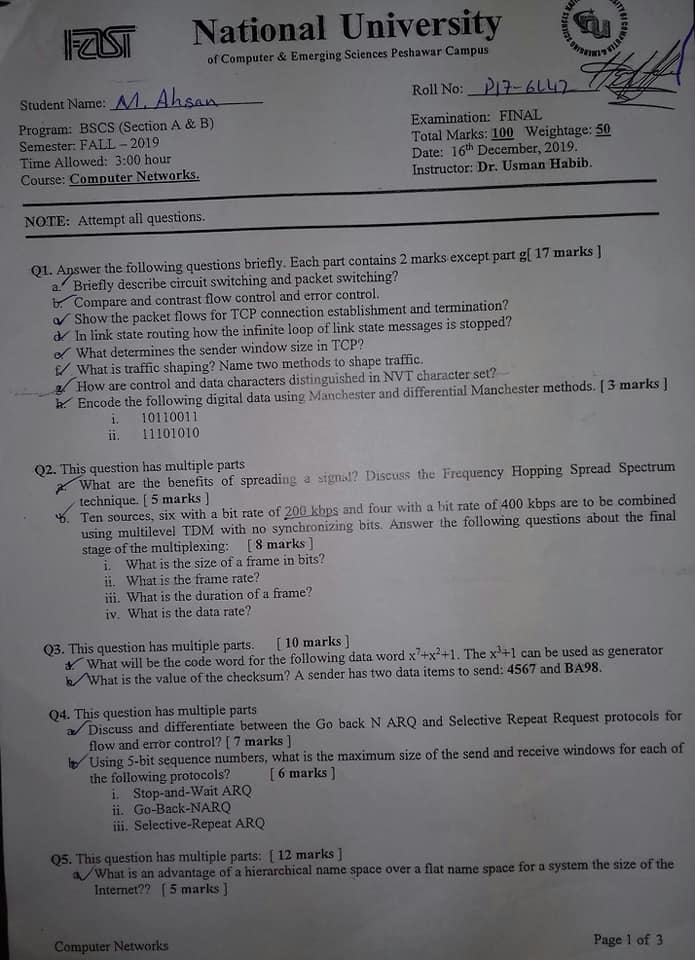 FAST
National University
of Computer & Emerging Sciences Peshawar Campus
Student Name: M. Ahsan
Roll No: P17-6142
Program: BSCS (Section A & B)
Examination: FINAL
Semester: FALL – 2019
Total Marks: 100 Weightage: 50
Time Allowed: 3:00 hour
Date: 16th December, 2019.
Course: Computer Networks.
Instructor: Dr. Usman Habib.
NOTE: Attempt all questions.
Q1. Answer the following questions briefly. Each part contains 2 marks except part g[ 17 marks ]
a. Briefly describe circuit switching and packet switching?
b. Compare and contrast flow control and error control.
c. Show the packet flows for TCP connection establishment and termination?
d. In link state routing how the infinite loop of link state messages is stopped?
e. What determines the sender window size in TCP?
f. What is traffic shaping? Name two methods to shape traffic.
g. How are control and data characters distinguished in NVT character set?
h. Encode the following digital data using Manchester and differential Manchester methods. [ 3 marks ]
i. 10110011
ii. 11101010
Q2. This question has multiple parts
a. What are the benefits of spreading a signal? Discuss the Frequency Hopping Spread Spectrum
technique. [ 5 marks ]
b. Ten sources, six with a bit rate of 200 kbps and four with a bit rate of 400 kbps are to be combined
using multilevel TDM with no synchronizing bits. Answer the following questions about the final
stage of the multiplexing: [ 8 marks ]
i. What is the size of a frame in bits?
ii. What is the frame rate?
iii. What is the duration of a frame?
iv. What is the data rate?
Q3. This question has multiple parts. [ 10 marks ]
a. What will be the code word for the following data word x⁷+x²+1. The x³+1 can be used as generator
b. What is the value of the checksum? A sender has two data items to send: 4567 and BA98.
Q4. This question has multiple parts
a. Discuss and differentiate between the Go back N ARQ and Selective Repeat Request protocols for
flow and error control? [ 7 marks ]
b. Using 5-bit sequence numbers, what is the maximum size of the send and receive windows for each of
the following protocols? [ 6 marks ]
i. Stop-and-Wait ARQ
ii. Go-Back-NARQ
iii. Selective-Repeat ARQ
Q5. This question has multiple parts: [ 12 marks ]
a. What is an advantage of a hierarchical name space over a flat name space for a system the size of the
Internet?? [ 5 marks ]
Computer Networks
Page 1 of 3